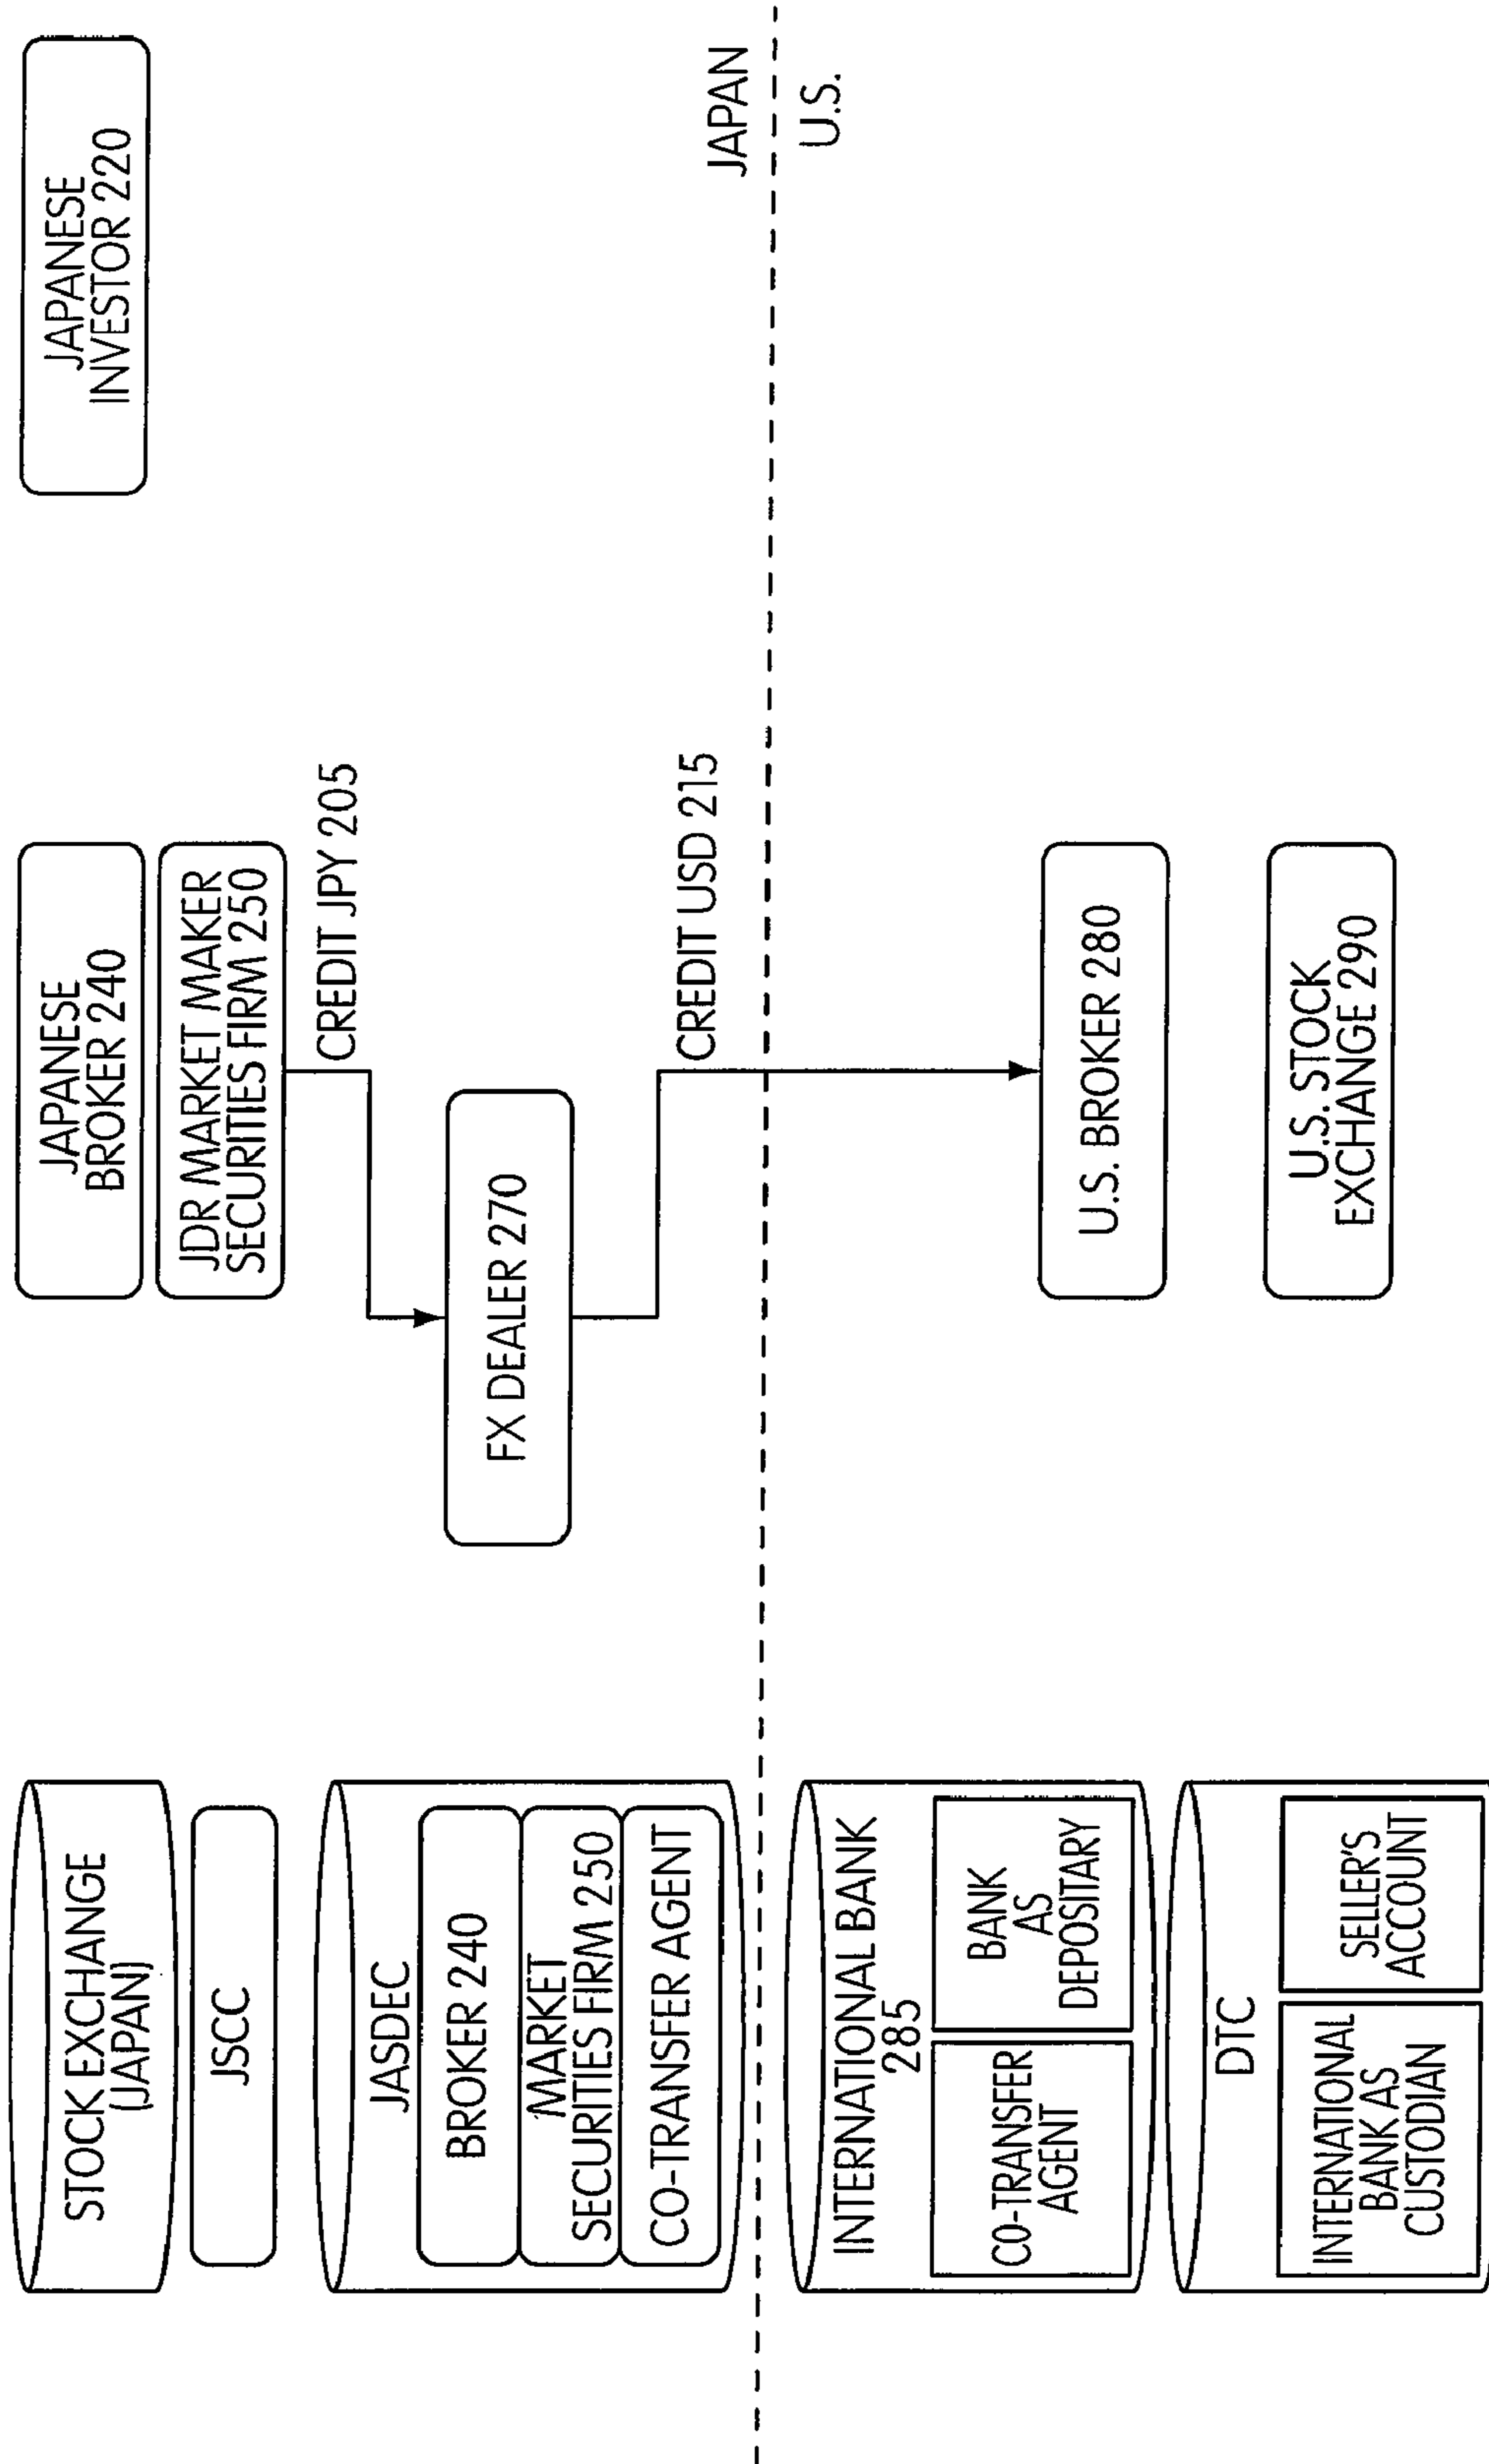 STOCK EXCHANGE
(JAPAN)
JSCC
JASDEC
BROKER 240
MARKET
SECURITIES FIRM 250
CO-TRANSFER AGENT
INTERNATIONAL BANK
285
CO-TRANSFER
AGENT
BANK
AS
DEPOSITARY
DTC
INTERNATIONAL
BANK AS
CUSTODIAN
SELLER'S
ACCOUNT
JAPANESE
BROKER 240
JDR MARKET MAKER
SECURITIES FIRM 250
CREDIT JPY 205
FX DEALER 270
CREDIT USD 215
U.S. BROKER 280
U.S. STOCK
EXCHANGE 290
JAPANESE
INVESTOR 220
JAPAN
U.S.